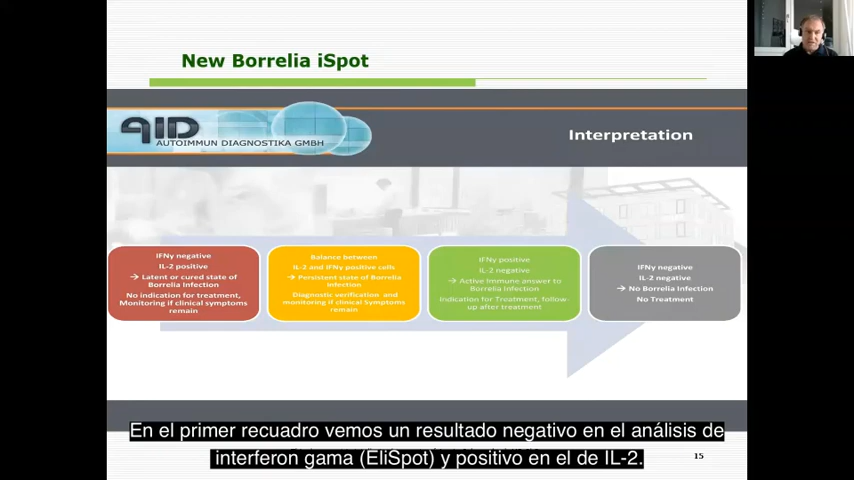 New Borrelia iSpot
AID
AUTOIMMUN DIAGNOSTIKA GMBH
Interpretation
IFNγ negative
IL-2 positive
→ Latent or cured state of
Borrelia Infection
No indication for treatment,
Monitoring if clinical symptoms
remain
Balance between
IL-2 and IFNγ positive cells
→ Persistent state of Borrelia
infection
Diagnostic verification and
monitoring if clinical Symptoms
remain
IFNγ positive
IL-2 negative
→ Active Immune answer to
Borrelia Infection
Indication for Treatment, follow-
up after treatment
IFNγ negative
IL-2 negative
→ No Borrelia Infection
No Treatment
En el primer recuadro vemos un resultado negativo en el análisis de
interferon gama (EliSpot) y positivo en el de IL-2.
15